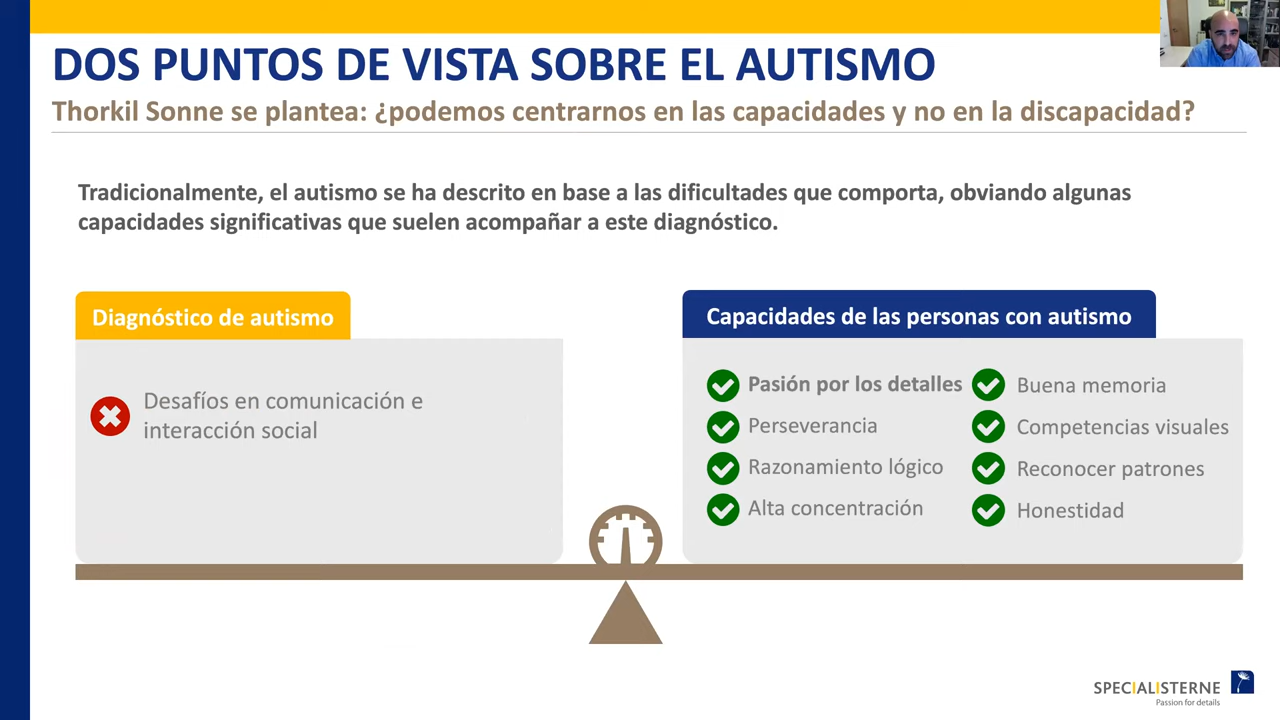 DOS PUNTOS DE VISTA SOBRE EL AUTISMO
Thorkil Sonne se plantea: ¿podemos centrarnos en las capacidades y no en la discapacidad?
Tradicionalmente, el autismo se ha descrito en base a las dificultades que comporta, obviando algunas
capacidades significativas que suelen acompañar a este diagnóstico.
Diagnóstico de autismo
Desafíos en comunicación e
interacción social
Capacidades de las personas con autismo
Pasión por los detalles
Perseverancia
Razonamiento lógico
Alta concentración
Buena memoria
Competencias visuales
Reconocer patrones
Honestidad
SPECIALISTERNE
Passion for details